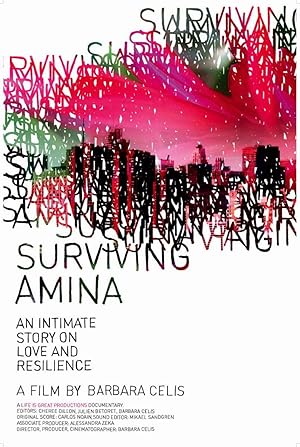 SURVIVING
AMINA
AN INTIMATE
STORY ON
LOVE AND
RESILIENCE
A FILM BY BARBARA CELIS
A LIFE IS GREAT PRODUCTIONS DOCUMENTARY
EDITORS: CHEREE DILLON, JULIEN BETORET, BARBARA CELIS
ORIGINAL SCORE: CARLOS NOAIN, SOUND EDITOR: MIKAEL SANDGREN
ASSOCIATE PRODUCER: ALESSANDRA ZEKA
DIRECTOR, PRODUCER, CINEMATOGRAPHER: BARBARA CELIS